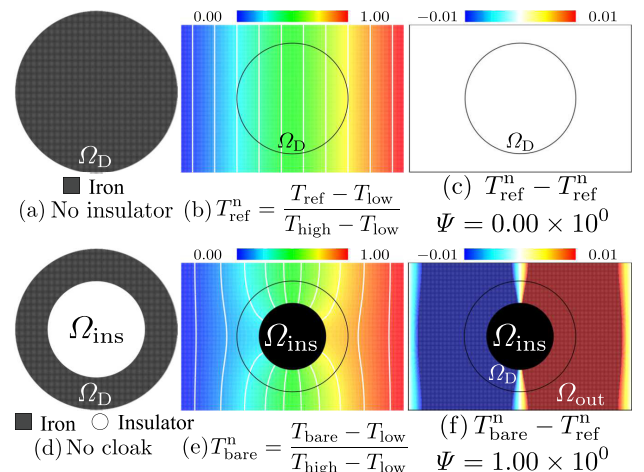 0.00 1.00 −0.01 0.01
Ω_D Ω_D Ω_D
Iron
(a) No insulator
(b) T^n_ref = (T_ref − T_low) / (T_high − T_low)
(c) T^n_ref − T^n_ref
Ψ = 0.00 × 10^0
0.00 1.00 −0.01 0.01
Ω_ins Ω_ins Ω_ins
Ω_D Ω_D Ω_out
Iron Insulator
(d) No cloak
(e) T^n_bare = (T_bare − T_low) / (T_high − T_low)
(f) T^n_bare − T^n_ref
Ψ = 1.00 × 10^0